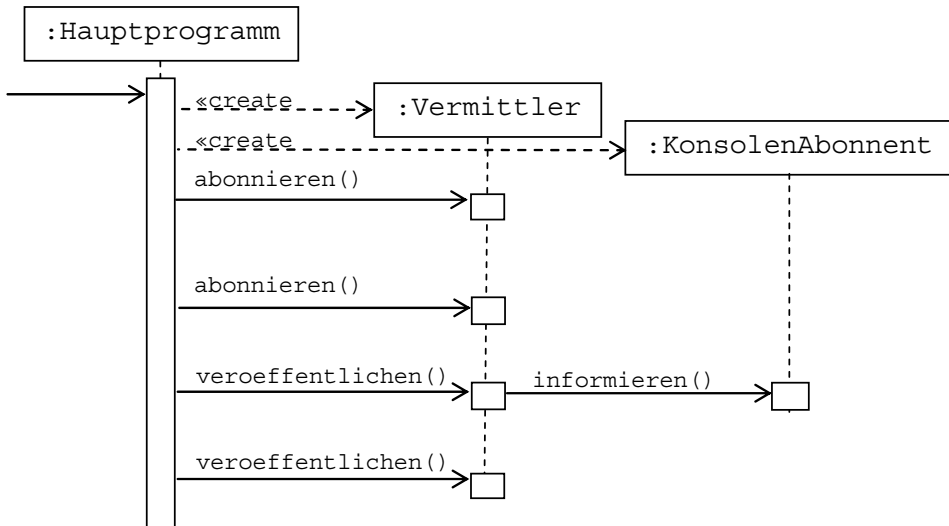 :Hauptprogramm
«create
:Vermittler
«create
:KonsolenAbonnent
abonnieren()
abonnieren()
veroeffentlichen()
informieren()
veroeffentlichen()